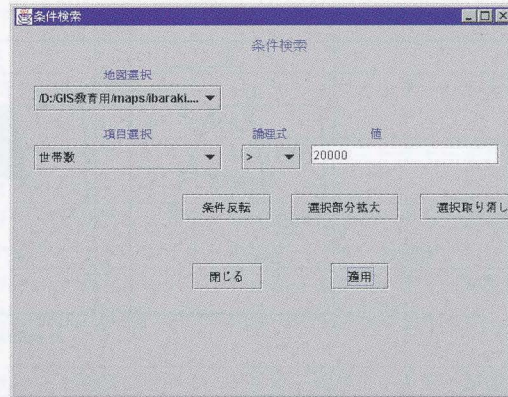 条件検索
条件検索
地図選択
/D:/GIS教育用/maps/ibaraki....
項目選択 論理式 値
世帯数 > 20000
条件反転 選択部分拡大 選択取り消し
閉じる 適用